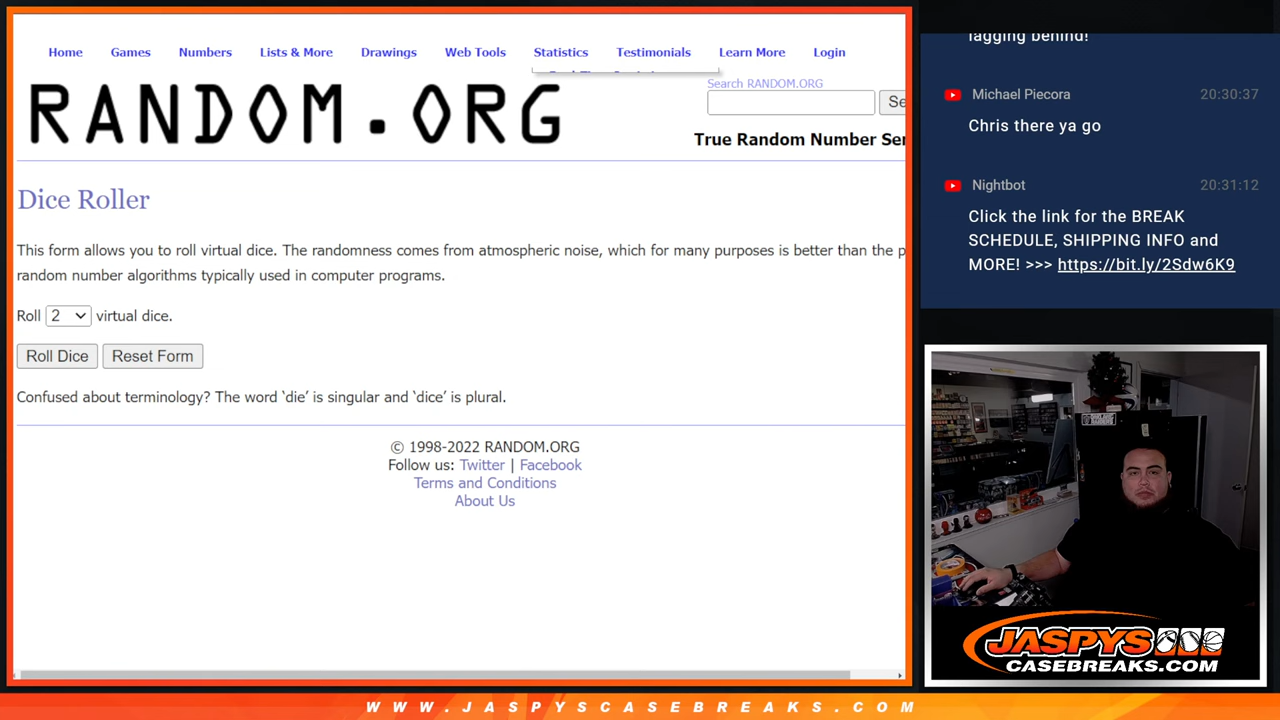 Home Games Numbers Lists & More Drawings Web Tools Statistics Testimonials Learn More Login
Search RANDOM.ORG
RANDOM.ORG
Se
True Random Number Ser
Dice Roller
This form allows you to roll virtual dice. The randomness comes from atmospheric noise, which for many purposes is better than the p
random number algorithms typically used in computer programs.
Roll 2 virtual dice.
Roll Dice Reset Form
Confused about terminology? The word ‘die’ is singular and ‘dice’ is plural.
© 1998-2022 RANDOM.ORG
Follow us: Twitter | Facebook
Terms and Conditions
About Us
lagging behind!
Michael Piecora 20:30:37
Chris there ya go
Nightbot 20:31:12
Click the link for the BREAK
SCHEDULE, SHIPPING INFO and
MORE! >>> https://bit.ly/2Sdw6K9
JASPYS
CASEBREAKS.COM
WWW.JASPYSCASEBREAKS.COM